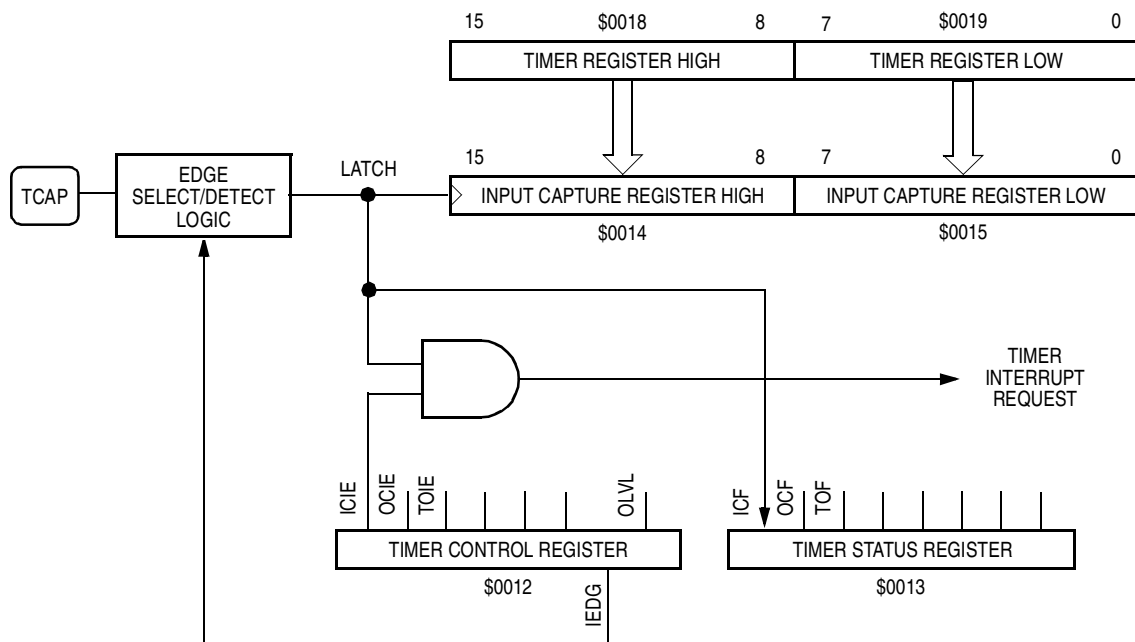 15 $0018 8 7 $0019 0
TIMER REGISTER HIGH TIMER REGISTER LOW
15 8 7 0
TCAP
EDGE
SELECT/DETECT
LOGIC
LATCH
INPUT CAPTURE REGISTER HIGH INPUT CAPTURE REGISTER LOW
$0014 $0015
TIMER
INTERRUPT
REQUEST
ICIE
OCIE
TOIE
OLVL
ICF
OCF
TOF
TIMER CONTROL REGISTER
TIMER STATUS REGISTER
$0012
$0013
IEDG